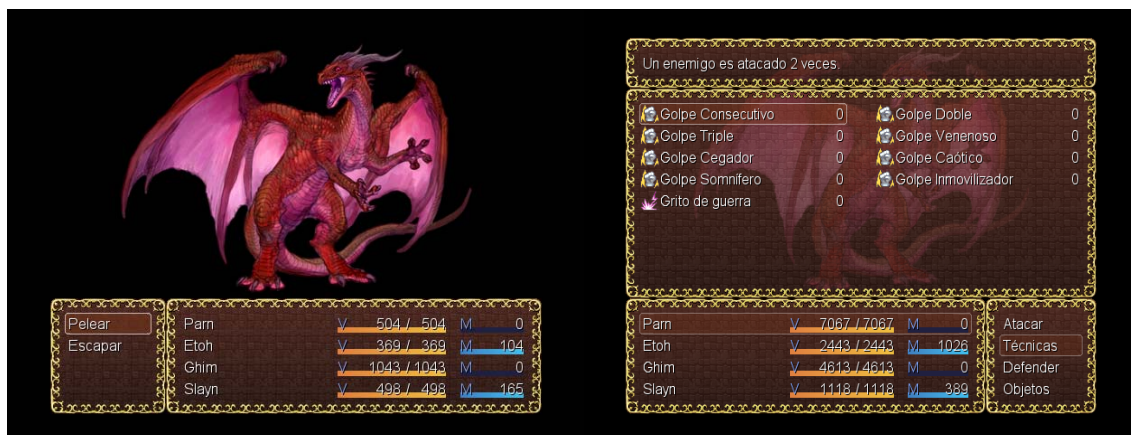 Pelear
Escapar
Parn V 504 / 504 M 0
Etoh V 369 / 369 M 104
Ghim V 1043 / 1043 M 0
Slayn V 498 / 498 M 165
Un enemigo es atacado 2 veces.
Golpe Consecutivo 0 Golpe Doble 0
Golpe Triple 0 Golpe Venenoso 0
Golpe Cegador 0 Golpe Caótico 0
Golpe Somnífero 0 Golpe Inmovilizador 0
Grito de guerra 0
Parn V 7067 / 7067 M 0
Etoh V 2443 / 2443 M 1026
Ghim V 4613 / 4613 M 0
Slayn V 1118 / 1118 M 389
Atacar
Técnicas
Defender
Objetos